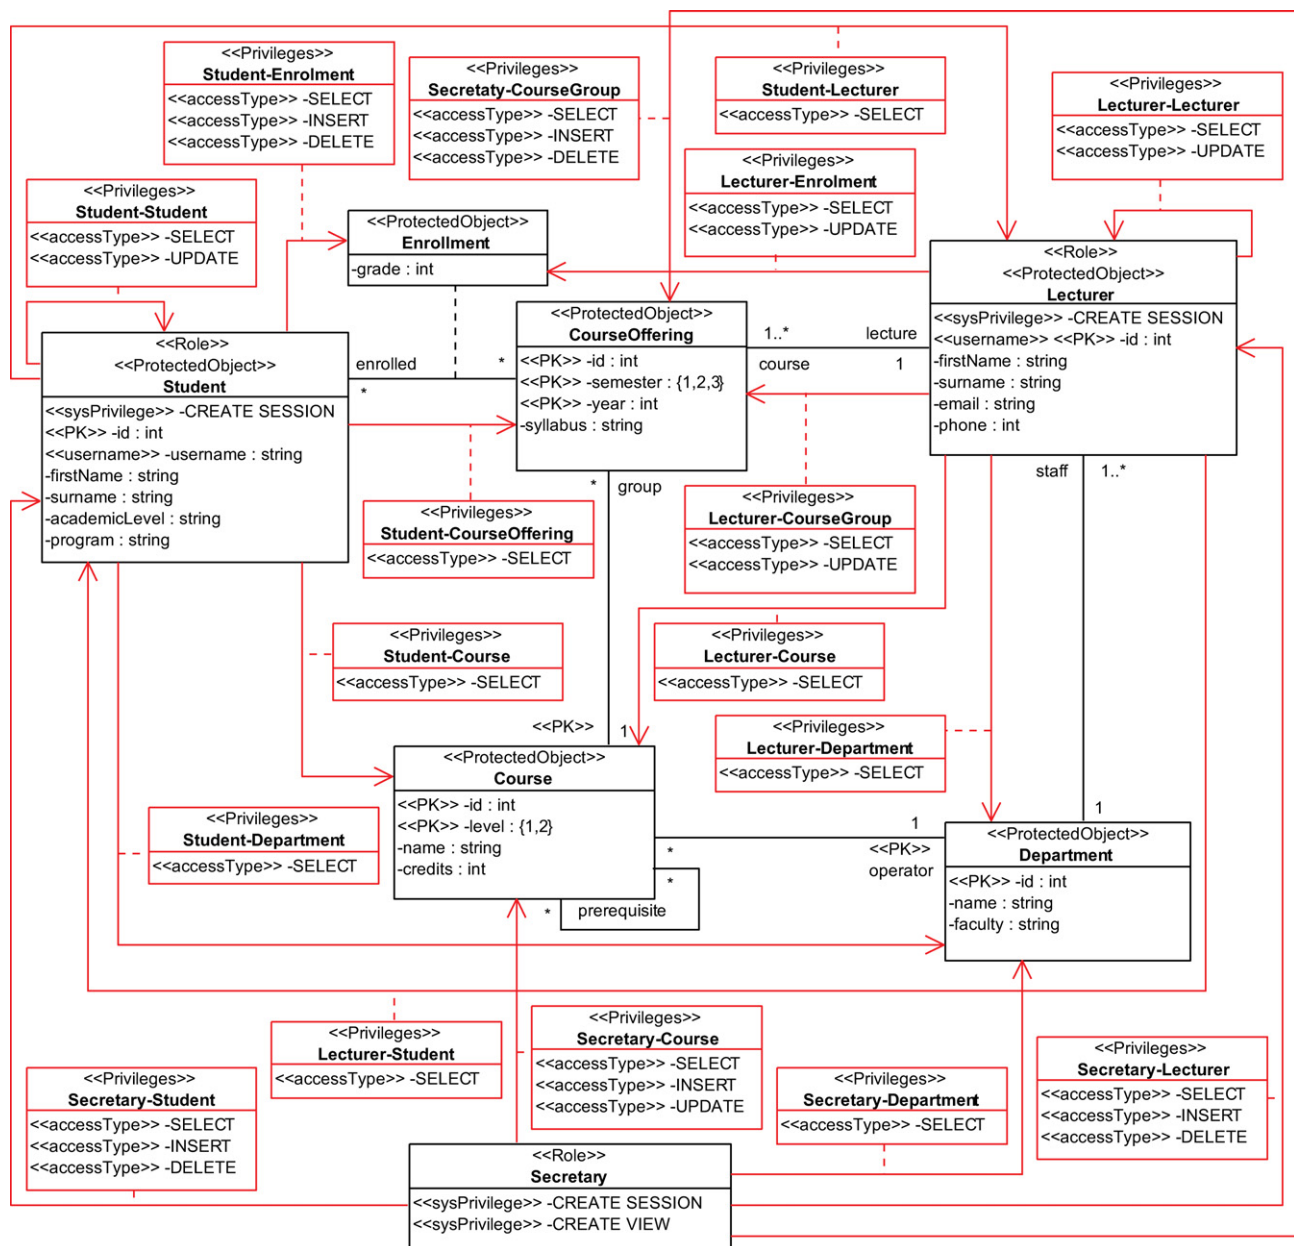 <<Privileges>>
Student-Enrolment
<<accessType>> -SELECT
<<accessType>> -INSERT
<<accessType>> -DELETE
<<Privileges>>
Secretaty-CourseGroup
<<accessType>> -SELECT
<<accessType>> -INSERT
<<accessType>> -DELETE
<<Privileges>>
Student-Lecturer
<<accessType>> -SELECT
<<Privileges>>
Lecturer-Lecturer
<<accessType>> -SELECT
<<accessType>> -UPDATE
<<Privileges>>
Student-Student
<<accessType>> -SELECT
<<accessType>> -UPDATE
<<Privileges>>
Lecturer-Enrolment
<<accessType>> -SELECT
<<accessType>> -UPDATE
<<ProtectedObject>>
Enrollment
-grade : int
<<Role>>
<<ProtectedObject>>
Student
<<sysPrivilege>> -CREATE SESSION
<<PK>> -id : int
<<username>> -username : string
-firstName : string
-surname : string
-academicLevel : string
-program : string
enrolled
*
*
<<ProtectedObject>>
CourseOffering
<<PK>> -id : int
<<PK>> -semester : {1,2,3}
<<PK>> -year : int
-syllabus : string
1..*
lecture
course
1
<<Role>>
<<ProtectedObject>>
Lecturer
<<sysPrivilege>> -CREATE SESSION
<<username>> <<PK>> -id : int
-firstName : string
-surname : string
-email : string
-phone : int
* group
staff
1..*
<<Privileges>>
Student-CourseOffering
<<accessType>> -SELECT
<<Privileges>>
Lecturer-CourseGroup
<<accessType>> -SELECT
<<accessType>> -UPDATE
<<Privileges>>
Student-Course
<<accessType>> -SELECT
<<Privileges>>
Lecturer-Course
<<accessType>> -SELECT
<<PK>>
1
<<Privileges>>
Lecturer-Department
<<accessType>> -SELECT
<<ProtectedObject>>
Course
<<PK>> -id : int
<<PK>> -level : {1,2}
-name : string
-credits : int
<<Privileges>>
Student-Department
<<accessType>> -SELECT
*
*
* prerequisite
1
<<PK>>
operator
1
<<ProtectedObject>>
Department
<<PK>> -id : int
-name : string
-faculty : string
<<Privileges>>
Lecturer-Student
<<accessType>> -SELECT
<<Privileges>>
Secretary-Course
<<accessType>> -SELECT
<<accessType>> -INSERT
<<accessType>> -UPDATE
<<Privileges>>
Secretary-Student
<<accessType>> -SELECT
<<accessType>> -INSERT
<<accessType>> -DELETE
<<Privileges>>
Secretary-Department
<<accessType>> -SELECT
<<Privileges>>
Secretary-Lecturer
<<accessType>> -SELECT
<<accessType>> -INSERT
<<accessType>> -DELETE
<<Role>>
Secretary
<<sysPrivilege>> -CREATE SESSION
<<sysPrivilege>> -CREATE VIEW